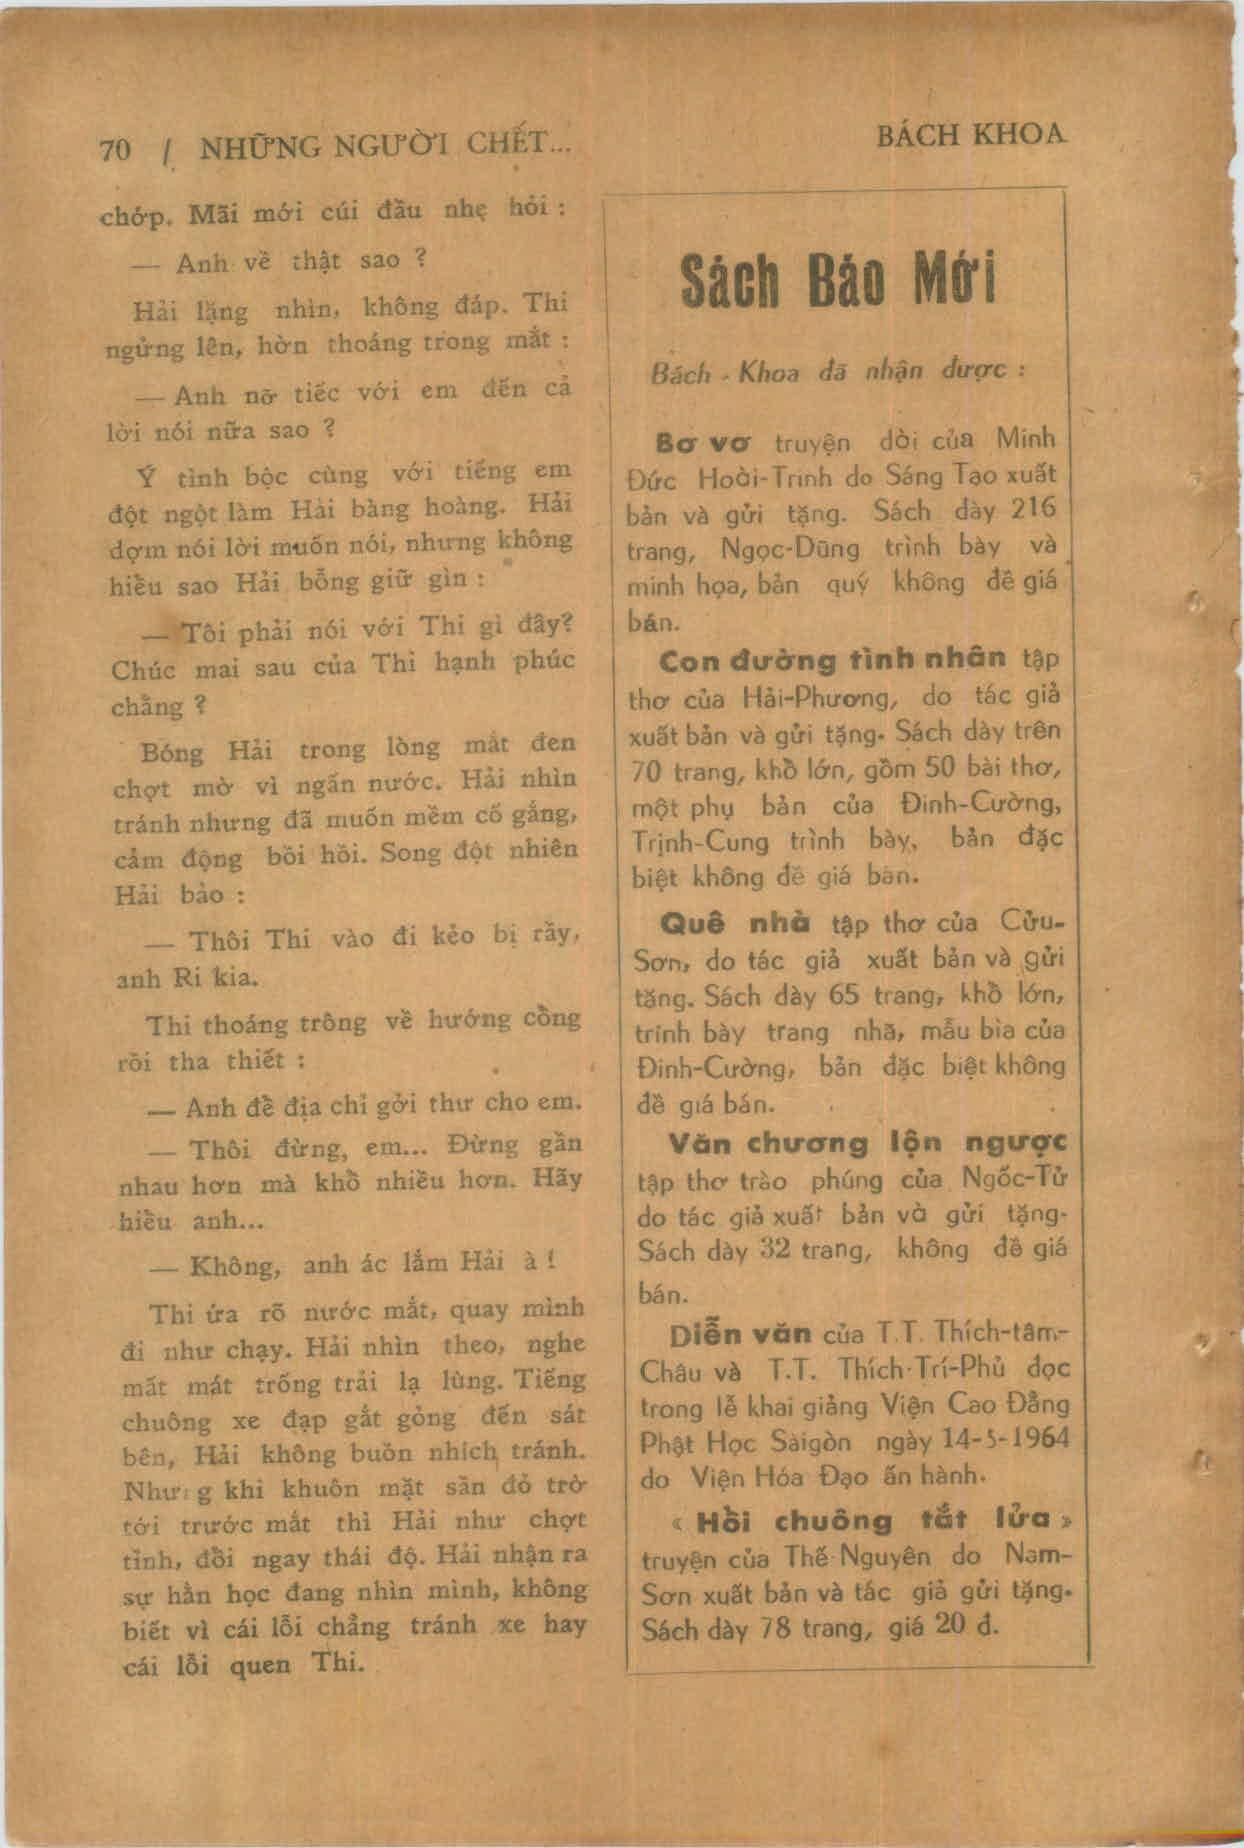 70 / NHỮNG NGƯỜI CHẾT...
BÁCH KHOA
chớp. Mãi mới cúi đầu nhẹ hỏi :
— Anh về thật sao ?
Hải lặng nhìn, không đáp. Thi
ngửng lên, hờn thoáng trong mắt :
— Anh nỡ tiếc với em đến cả
lời nói nữa sao ?
Ý tình bộc cùng với tiếng em
đột ngột làm Hải bàng hoàng. Hải
dợm nói lời muốn nói, nhưng không
hiểu sao Hải bỗng giữ gìn :
— Tôi phải nói với Thi gì đây?
Chúc mai sau của Thi hạnh phúc
chẳng ?
Bóng Hải trong lòng mắt đen
chợt mờ vì ngấn nước. Hải nhìn
tránh nhưng đã muốn mềm cố gắng,
cảm động bồi hồi. Song đột nhiên
Hải bảo :
— Thôi Thi vào đi kẻo bị rầy,
anh Ri kia.
Thi thoáng trông về hướng cổng
rồi tha thiết :
— Anh để địa chỉ gởi thư cho em.
— Thôi đừng, em... Đừng gần
nhau hơn mà khổ nhiều hơn. Hãy
hiểu anh...
— Không, anh ác lắm Hải à !
Thi ứa rõ nước mắt, quay mình
đi như chạy. Hải nhìn theo, nghe
mất mát trống trải lạ lùng. Tiếng
chuông xe đạp gắt gỏng đến sát
bên, Hải không buồn nhích tránh.
Nhưng khi khuôn mặt sần đỏ trờ
tới trước mắt thì Hải như chợt
tỉnh, đổi ngay thái độ. Hải nhận ra
sự hằn học đang nhìn mình, không
biết vì cái lỗi chẳng tránh xe hay
cái lỗi quen Thi.
Sách Báo Mới
Bách - Khoa đã nhận được :
Bơ vơ truyện dài của Minh
Đức Hoài-Trinh do Sáng Tạo xuất
bản và gửi tặng. Sách dày 216
trang, Ngọc-Dũng trình bày và
minh họa, bản quý không đề giá
bán.
Con đường tình nhân tập
thơ của Hải-Phương, do tác giả
xuất bản và gửi tặng. Sách dày trên
70 trang, khổ lớn, gồm 50 bài thơ,
một phụ bản của Đinh-Cường,
Trịnh-Cung trình bày, bản đặc
biệt không đề giá bán.
Quê nhà tập thơ của Cửu-
Sơn, do tác giả xuất bản và gửi
tặng. Sách dày 65 trang, khổ lớn,
trình bày trang nhã, mẫu bìa của
Đinh-Cường, bản đặc biệt không
đề giá bán.
Văn chương lộn ngược
tập thơ trào phúng của Ngốc-Tử
do tác giả xuất bản và gửi tặng.
Sách dày 32 trang, không đề giá
bán.
Diễn văn của T.T. Thích-tâm-
Châu và T.T. Thích-Trí-Phủ đọc
trong lễ khai giảng Viện Cao Đẳng
Phật Học Sàigòn ngày 14-5-1964
do Viện Hóa Đạo ấn hành.
« Hồi chuông tắt lửa »
truyện của Thế Nguyên do Nam-
Sơn xuất bản và tác giả gửi tặng.
Sách dày 78 trang, giá 20 đ.